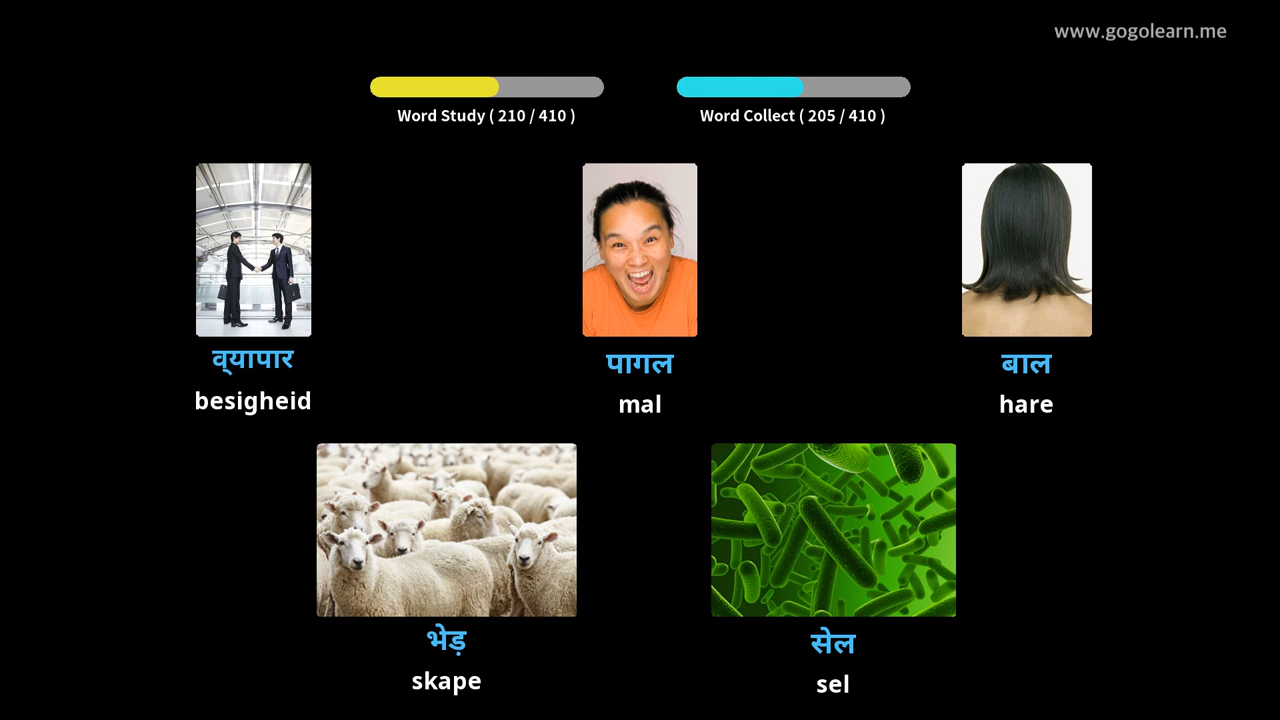 www.gogolearn.me
Word Study ( 210 / 410 )
Word Collect ( 205 / 410 )
व्यापार
besigheid
पागल
mal
बाल
hare
भेड़
skape
सेल
sel